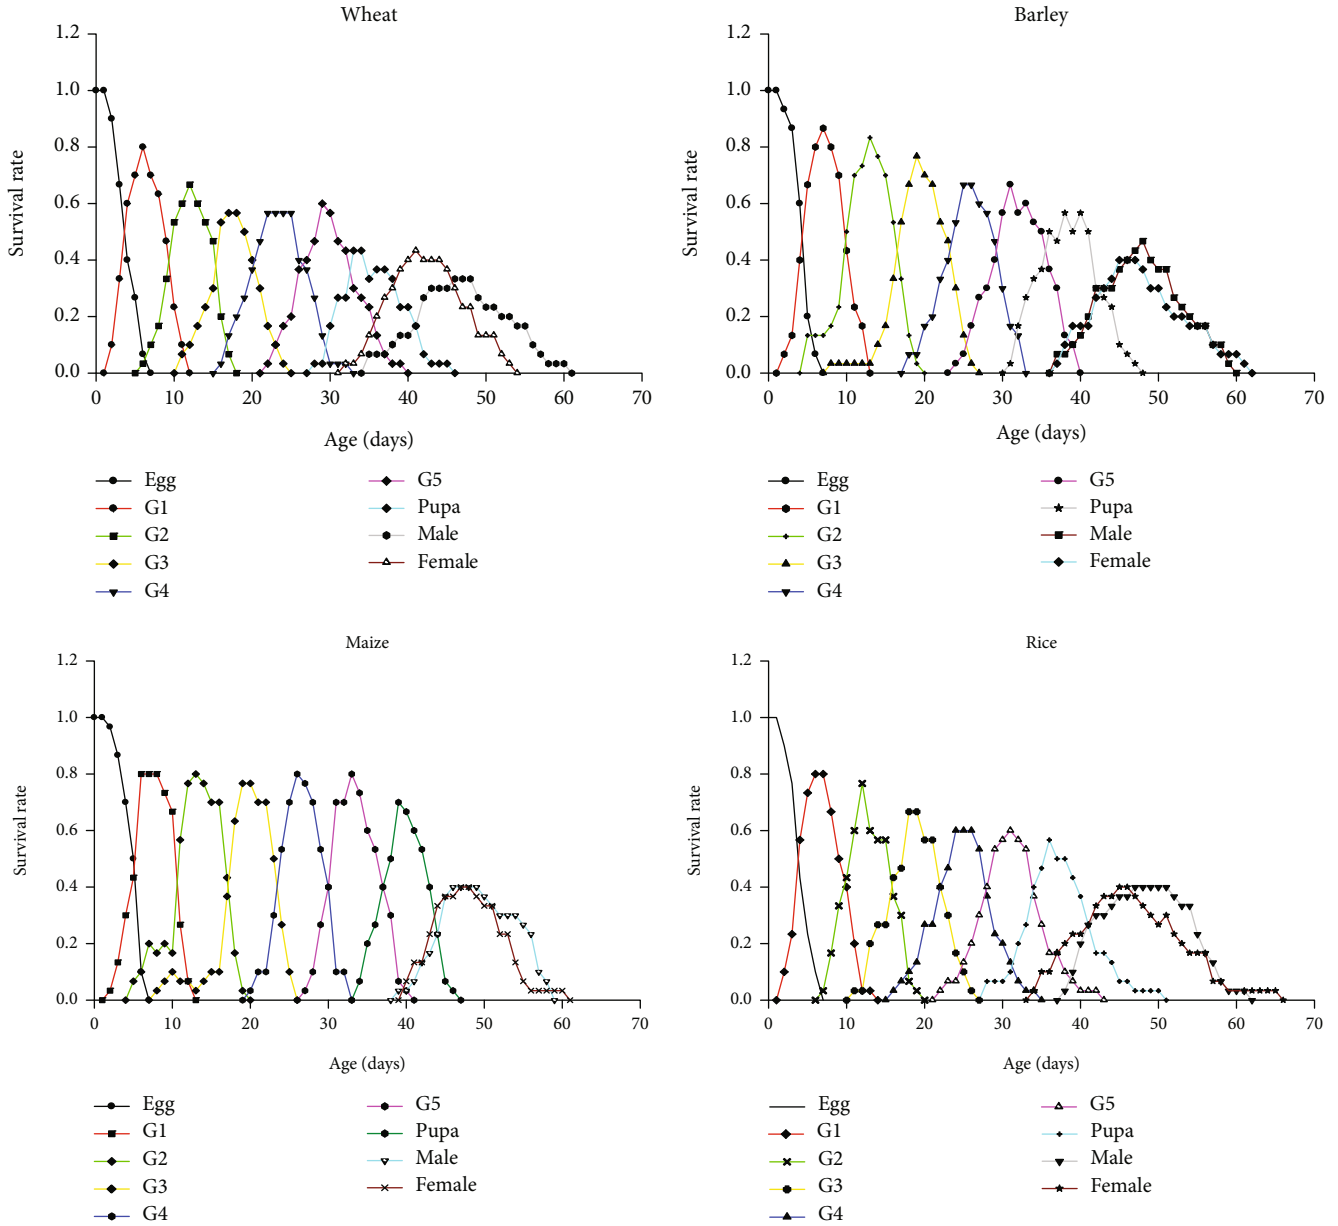 Wheat
1.2
1.0
0.8
0.6
0.4
0.2
0.0
Survival rate
0 10 20 30 40 50 60 70
Age (days)
Egg
G1
G2
G3
G4
G5
Pupa
Male
Female
Barley
1.2
1.0
0.8
0.6
0.4
0.2
0.0
Survival rate
0 10 20 30 40 50 60 70
Age (days)
Egg
G1
G2
G3
G4
G5
Pupa
Male
Female
Maize
1.2
1.0
0.8
0.6
0.4
0.2
0.0
Survival rate
0 10 20 30 40 50 60 70
Age (days)
Egg
G1
G2
G3
G4
G5
Pupa
Male
Female
Rice
1.2
1.0
0.8
0.6
0.4
0.2
0.0
Survival rate
0 10 20 30 40 50 60 70
Age (days)
Egg
G1
G2
G3
G4
G5
Pupa
Male
Female